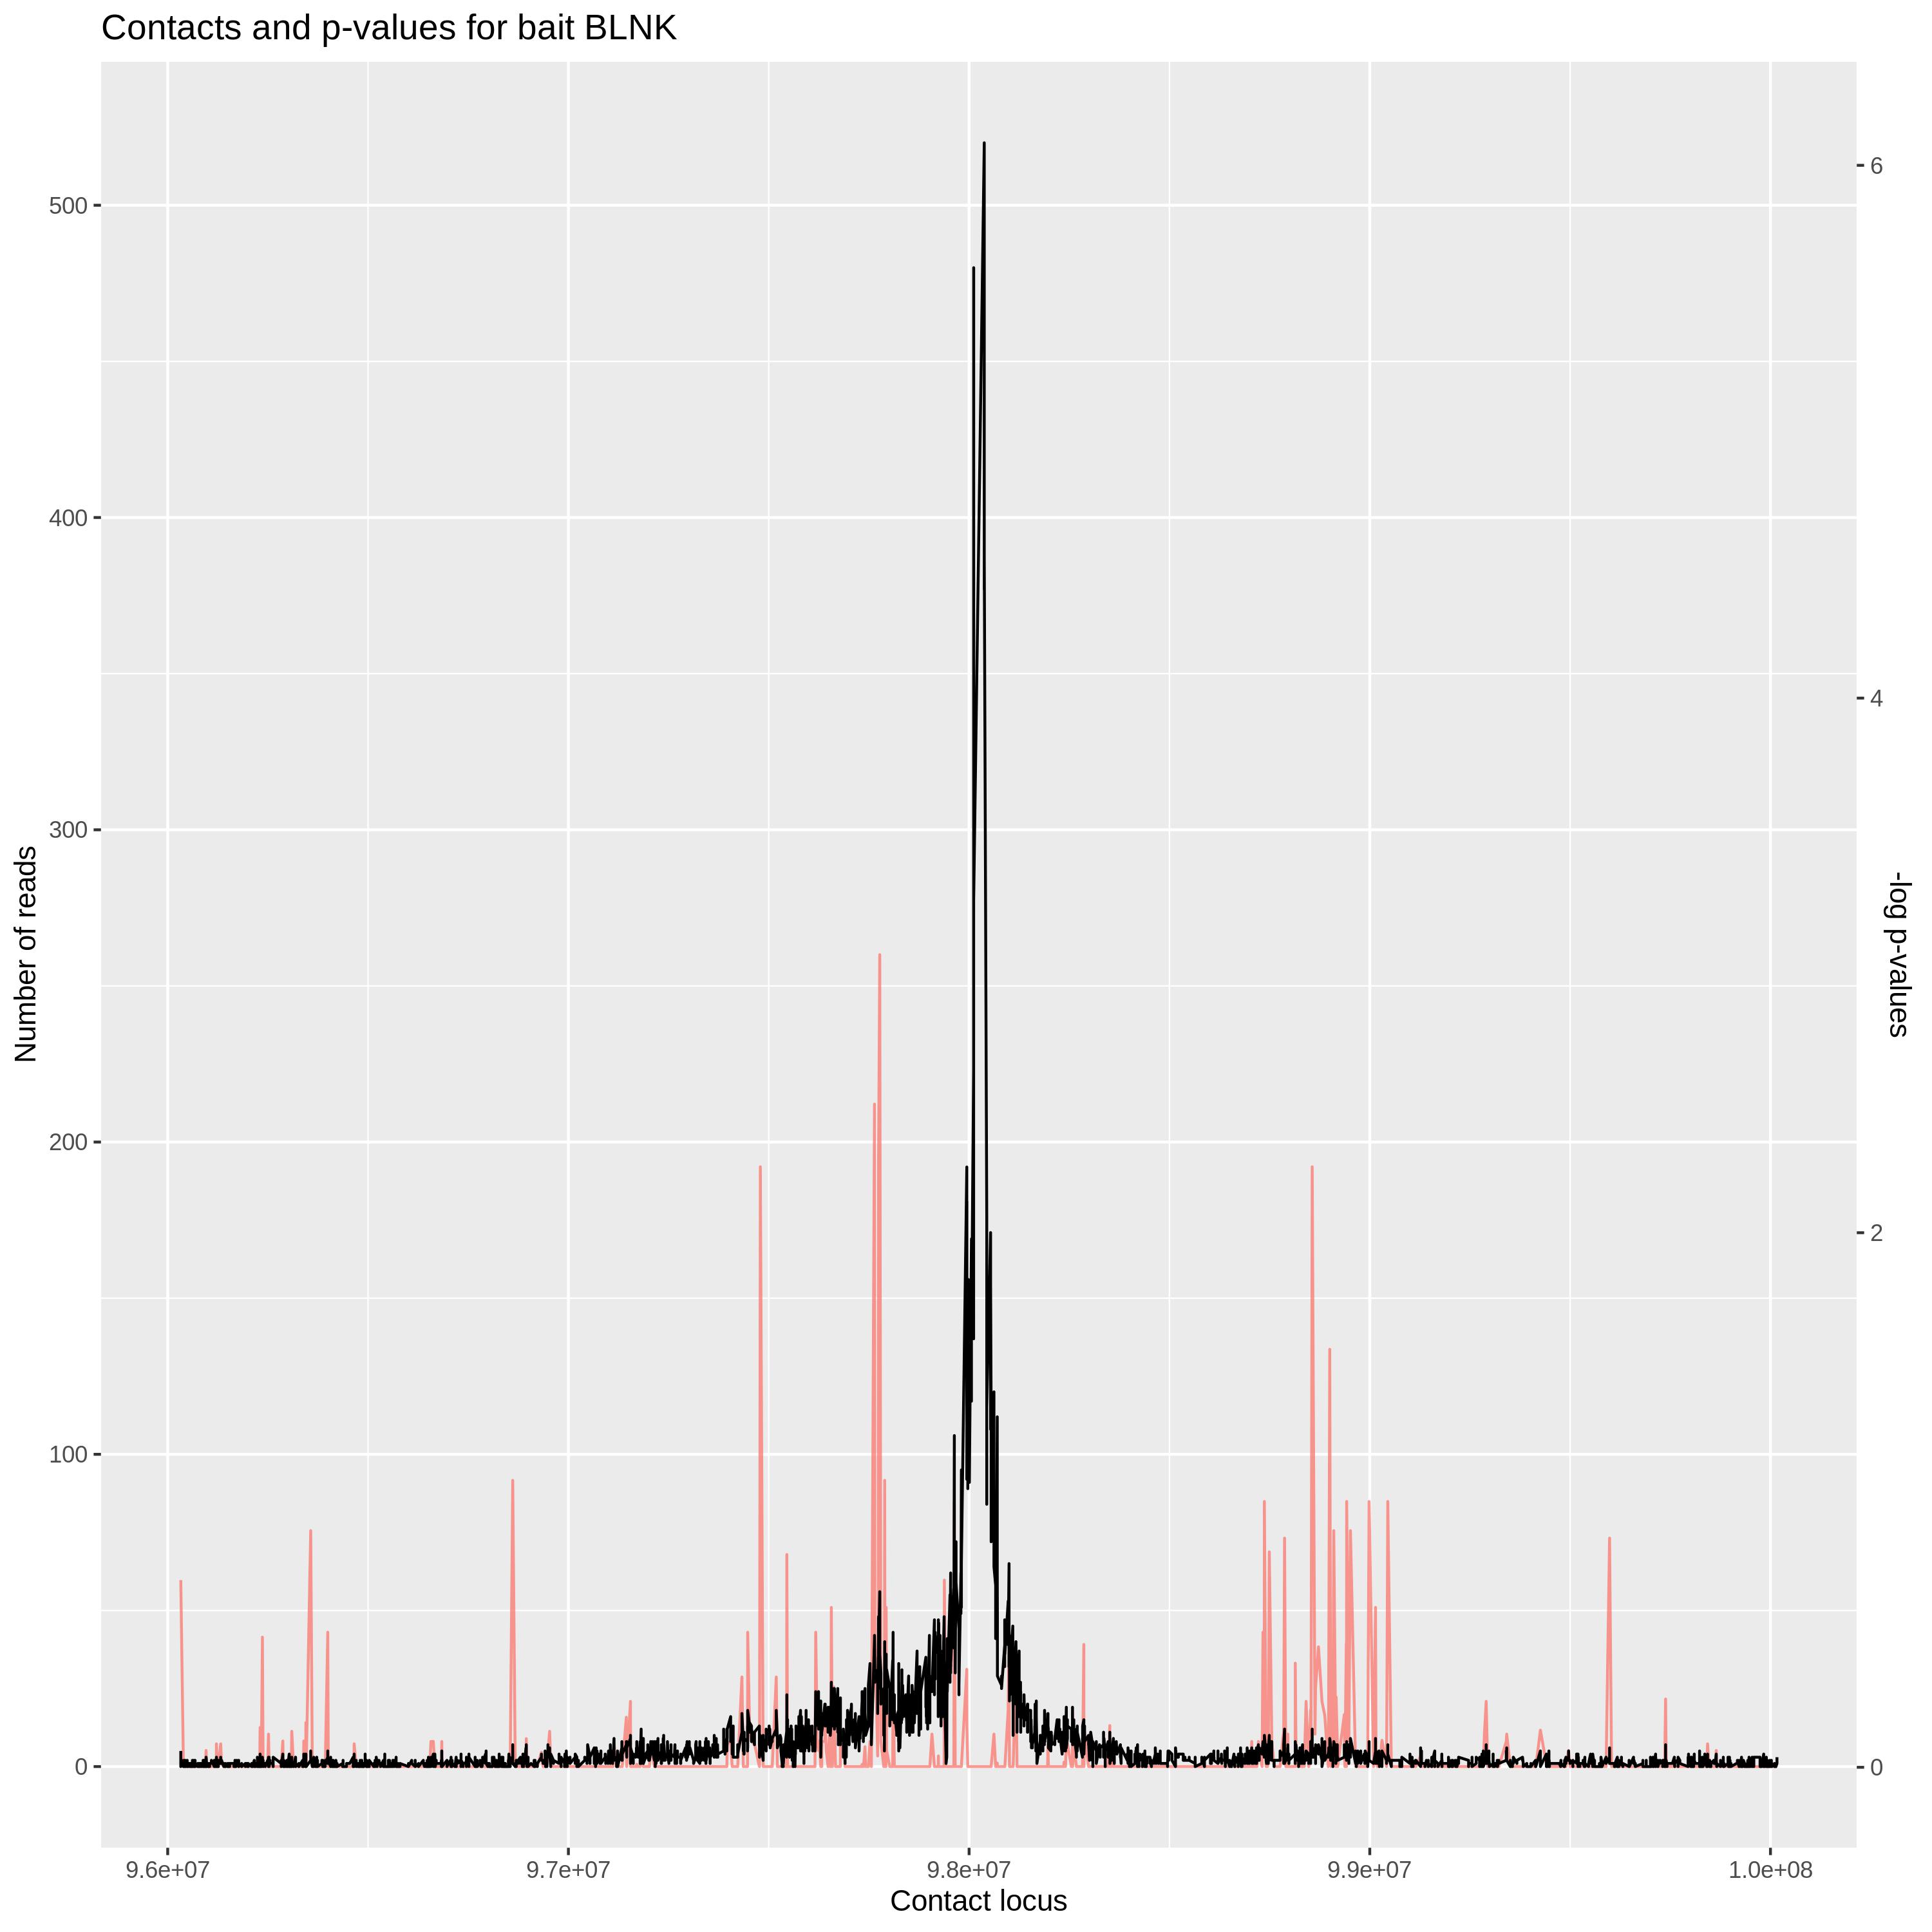 Contacts and p-values for bait BLNK
500
400
300
200
100
0
Number of reads
6
4
2
0
-log p-values
9.6e+07
9.7e+07
9.8e+07
9.9e+07
1.0e+08
Contact locus